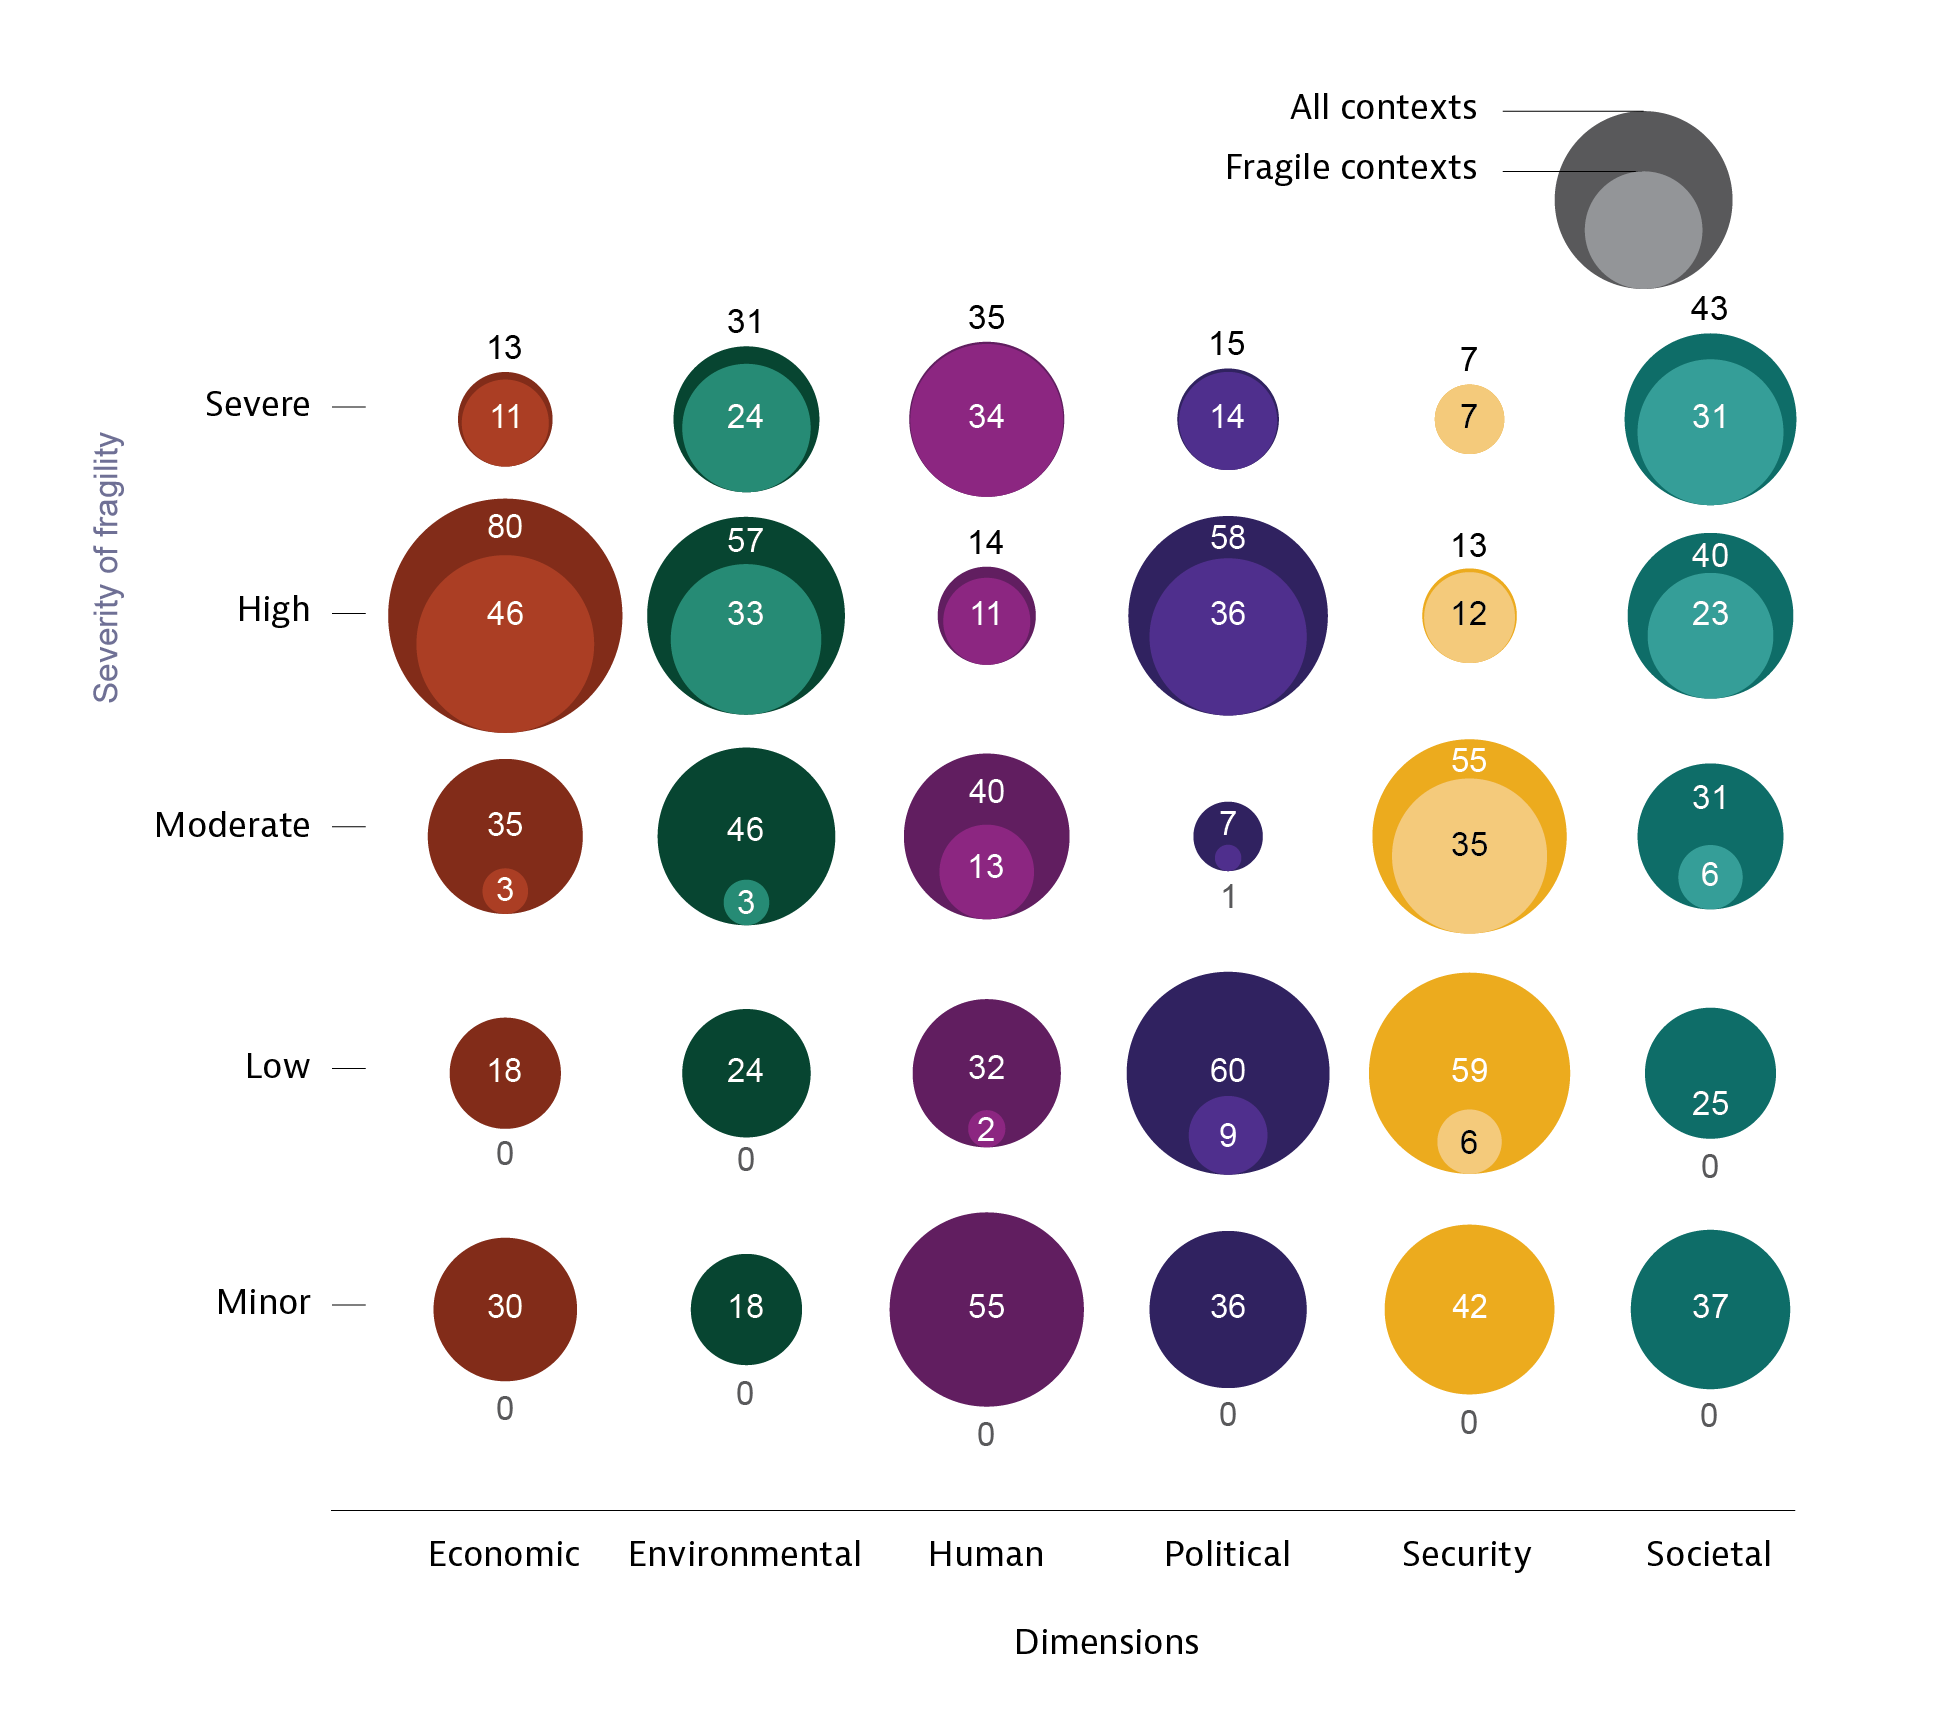 All contexts
Fragile contexts
Severity of fragility
13 31 35 15 7 43
Severe 11 24 34 14 7 31
80 57 14 58 13 40
High 46 33 11 36 12 23
35 46 40 7 55 31
Moderate 3 3 13 1 35 6
18 24 32 60 59 25
Low 0 0 2 9 6 0
Minor 30 18 55 36 42 37
0 0 0 0 0 0
Economic Environmental Human Political Security Societal
Dimensions